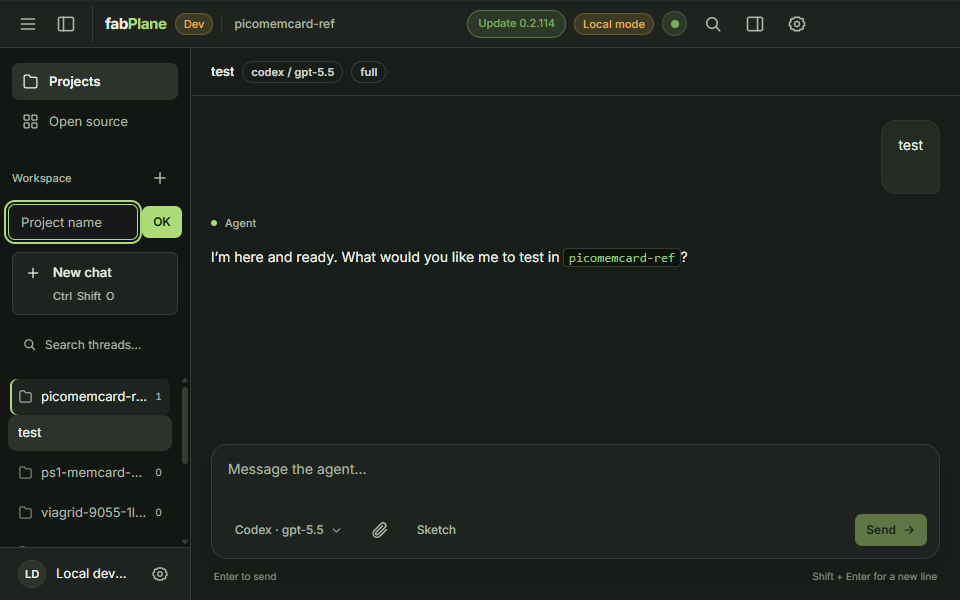 fabPlane Dev picomemcard-ref Update 0.2.114 Local mode
Projects
Open source
Workspace
Project name OK
New chat
Ctrl Shift O
Search threads...
picomemcard-r... 1
test
ps1-memcard-... 0
viagrid-9055-1l... 0
LD Local dev...
test codex / gpt-5.5 full
test
Agent
I'm here and ready. What would you like me to test in picomemcard-ref?
Message the agent...
Codex · gpt-5.5 Sketch Send →
Enter to send Shift + Enter for a new line